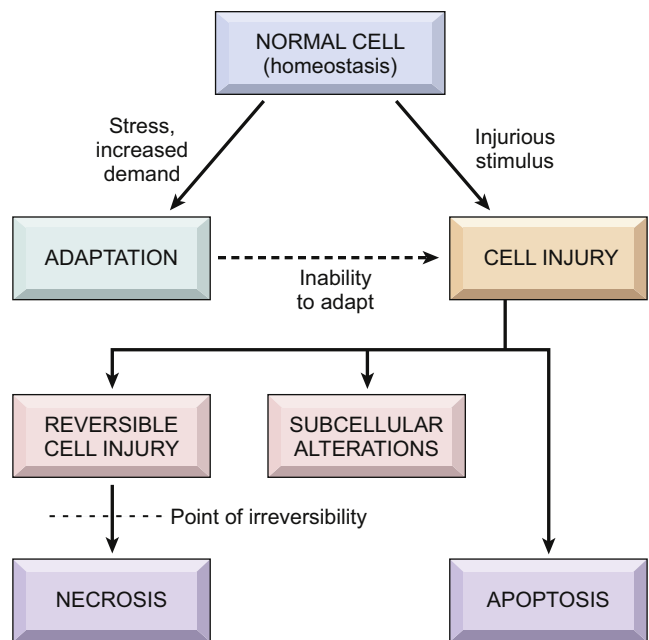 NORMAL CELL
(homeostasis)
Stress,
increased
demand
Injurious
stimulus
ADAPTATION
CELL INJURY
Inability
to adapt
REVERSIBLE
CELL INJURY
SUBCELLULAR
ALTERATIONS
Point of irreversibility
NECROSIS
APOPTOSIS